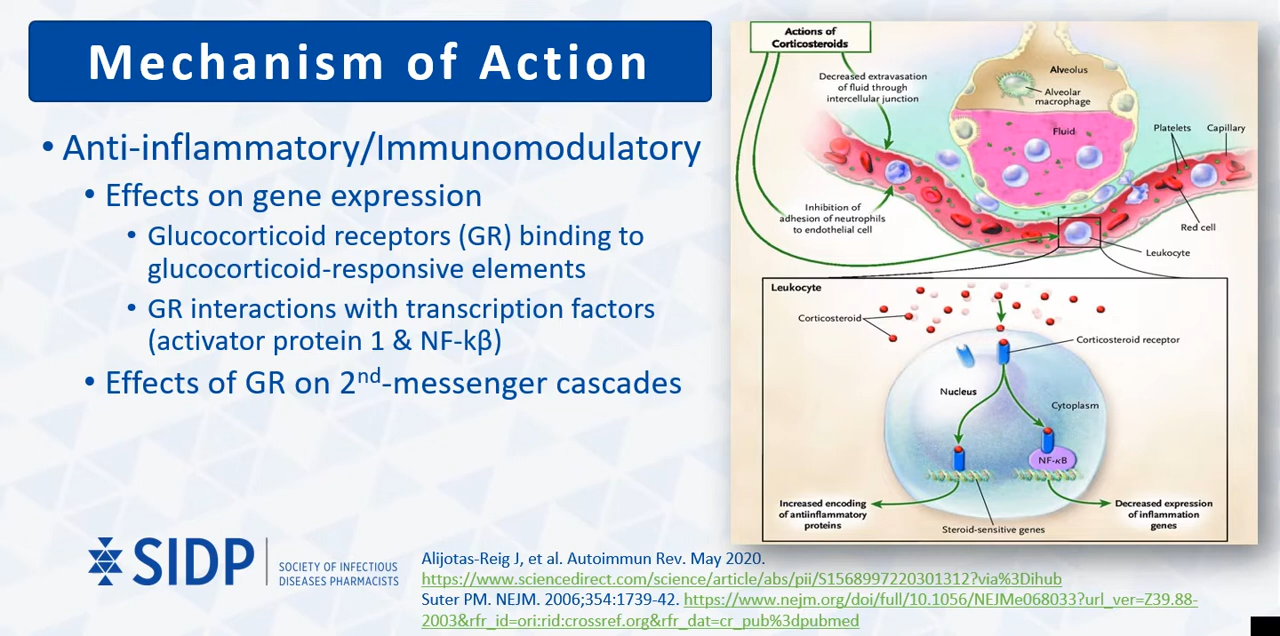 Mechanism of Action
• Anti-inflammatory/Immunomodulatory
• Effects on gene expression
• Glucocorticoid receptors (GR) binding to
glucocorticoid-responsive elements
• GR interactions with transcription factors
(activator protein 1 & NF-kβ)
• Effects of GR on 2nd-messenger cascades
Actions of
Corticosteroids
Decreased extravasation
of fluid through
intercellular junction
Alveolus
Alveolar
macrophage
Fluid
Platelets
Capillary
Inhibition of
adhesion of neutrophils
to endothelial cell
Red cell
Leukocyte
Leukocyte
Corticosteroid
Corticosteroid receptor
Nucleus
Cytoplasm
NF-κB
Increased encoding
of antiinflammatory
proteins
Steroid-sensitive genes
Decreased expression
of inflammation
genes
SIDP
SOCIETY OF INFECTIOUS
DISEASES PHARMACISTS
Alijotas-Reig J, et al. Autoimmun Rev. May 2020.
https://www.sciencedirect.com/science/article/abs/pii/S1568997220301312?via%3Dihub
Suter PM. NEJM. 2006;354:1739-42. https://www.nejm.org/doi/full/10.1056/NEJMe068033?url_ver=Z39.88-
2003&rfr_id=ori:rid:crossref.org&rfr_dat=cr_pub%3dpubmed